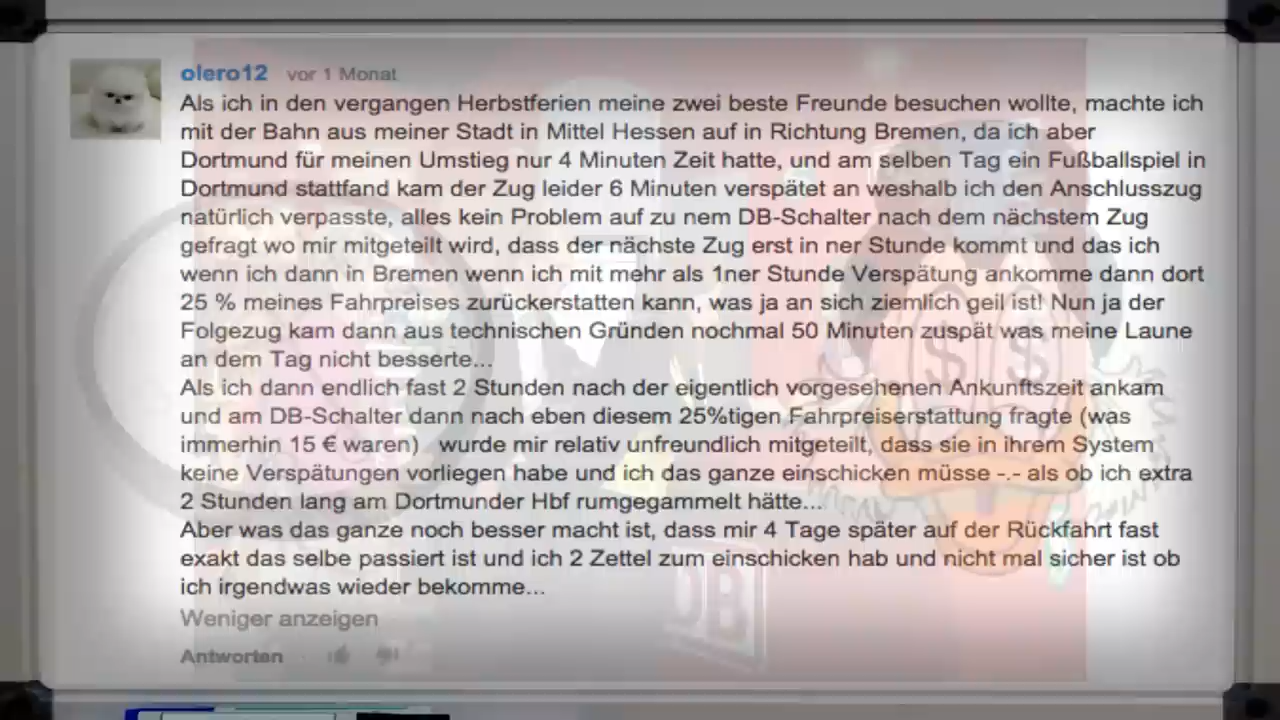 olero12 vor 1 Monat
Als ich in den vergangen Herbstferien meine zwei beste Freunde besuchen wollte, machte ich
mit der Bahn aus meiner Stadt in Mittel Hessen auf in Richtung Bremen, da ich aber
Dortmund für meinen Umstieg nur 4 Minuten Zeit hatte, und am selben Tag ein Fußballspiel in
Dortmund stattfand kam der Zug leider 6 Minuten verspätet an weshalb ich den Anschlusszug
natürlich verpasste, alles kein Problem auf zu nem DB-Schalter nach dem nächstem Zug
gefragt wo mir mitgeteilt wird, dass der nächste Zug erst in ner Stunde kommt und das ich
wenn ich dann in Bremen wenn ich mit mehr als 1ner Stunde Verspätung ankomme dann dort
25 % meines Fahrpreises zurückerstatten kann, was ja an sich ziemlich geil ist! Nun ja der
Folgezug kam dann aus technischen Gründen nochmal 50 Minuten zuspät was meine Laune
an dem Tag nicht besserte...
Als ich dann endlich fast 2 Stunden nach der eigentlich vorgesehenen Ankunftszeit ankam
und am DB-Schalter dann nach eben diesem 25%tigen Fahrpreiserstattung fragte (was
immerhin 15 € waren) wurde mir relativ unfreundlich mitgeteilt, dass sie in ihrem System
keine Verspätungen vorliegen habe und ich das ganze einschicken müsse -.- als ob ich extra
2 Stunden lang am Dortmunder Hbf rumgegammelt hätte...
Aber was das ganze noch besser macht ist, dass mir 4 Tage später auf der Rückfahrt fast
exakt das selbe passiert ist und ich 2 Zettel zum einschicken hab und nicht mal sicher ist ob
ich irgendwas wieder bekomme...
Weniger anzeigen
Antworten
DB